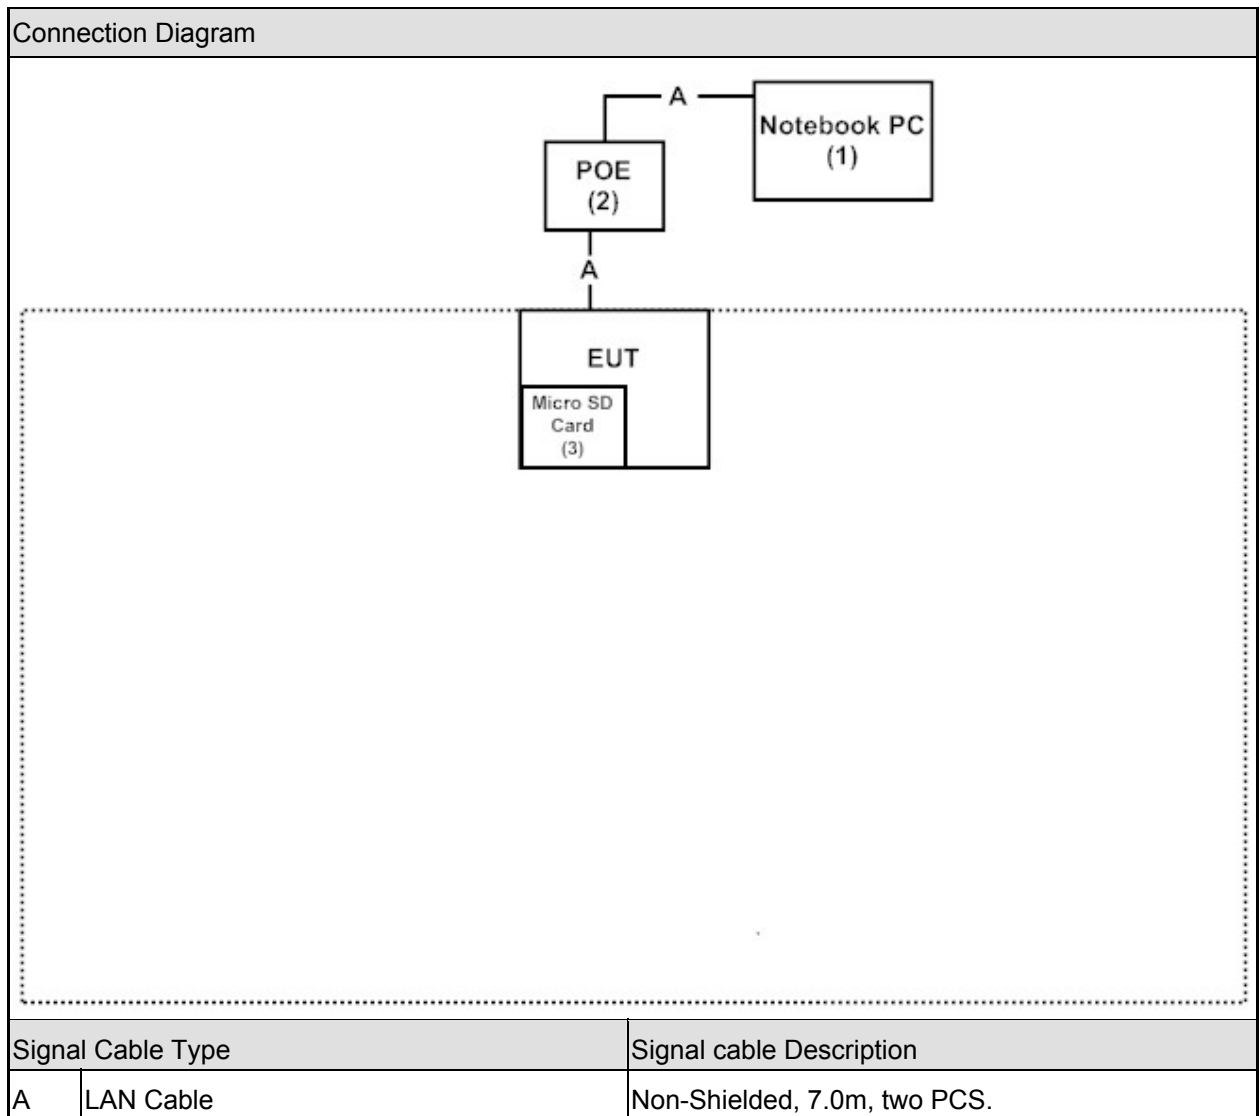 Connection Diagram
A
Notebook PC
(1)
POE
(2)
A
EUT
Micro SD
Card
(3)
Signal Cable Type Signal cable Description
A LAN Cable Non-Shielded, 7.0m, two PCS.